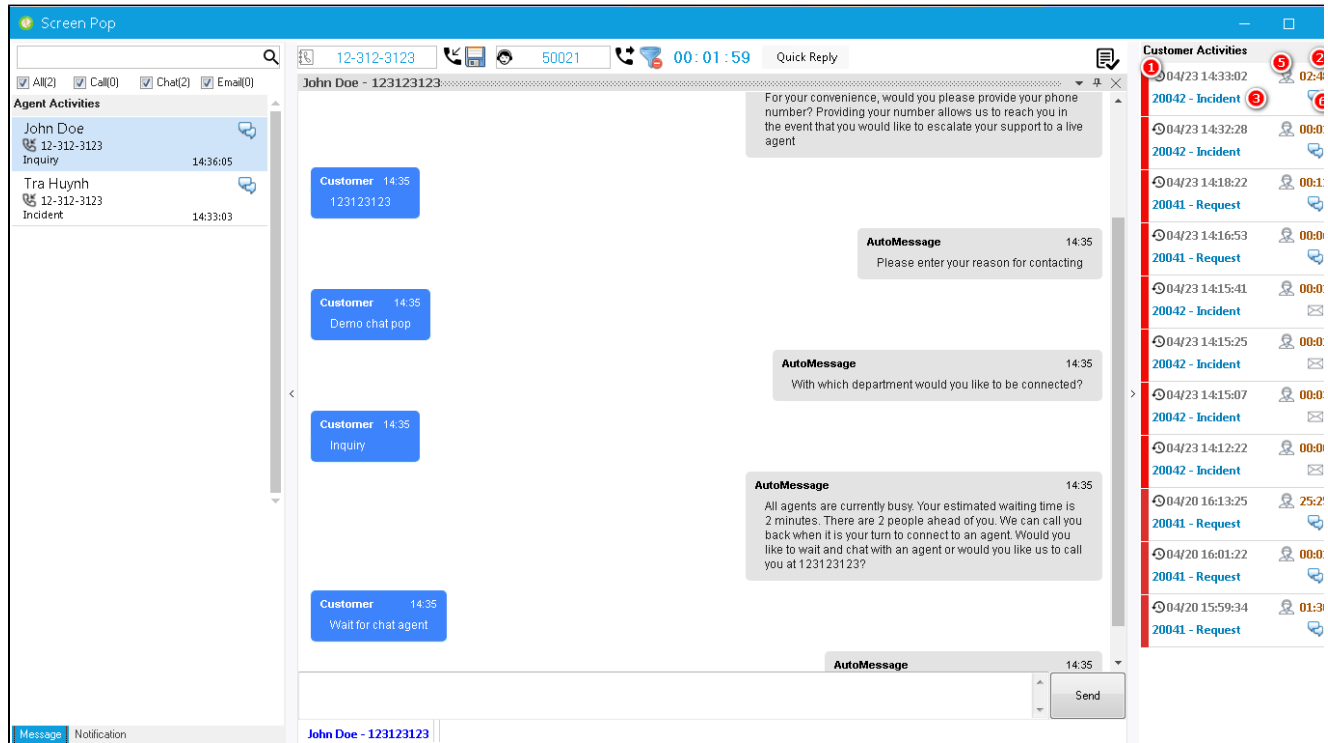 Screen Pop
All(2) Call(0) Chat(2) Email(0)
Agent Activities
John Doe
12-312-3123
Inquiry 14:36:05
Tra Huynh
12-312-3123
Incident 14:33:03
Message Notification
12-312-3123 50021 00:01:59 Quick Reply
John Doe - 123123123
For your convenience, would you please provide your phone
number? Providing your number allows us to reach you in
the event that you would like to escalate your support to a live
agent
Customer 14:35
123123123
AutoMessage 14:35
Please enter your reason for contacting
Customer 14:35
Demo chat pop
AutoMessage 14:35
With which department would you like to be connected?
Customer 14:35
Inquiry
AutoMessage 14:35
All agents are currently busy. Your estimated waiting time is
2 minutes. There are 2 people ahead of you. We can call you
back when it is your turn to connect to an agent. Would you
like to wait and chat with an agent or would you like us to call
you at 123123123?
Customer 14:35
Wait for chat agent
AutoMessage 14:35
Send
John Doe - 123123123
Customer Activities
1 04/23 14:33:02 5 2
20042 - Incident 3 6
04/23 14:32:28
20042 - Incident
04/23 14:18:22
20041 - Request
04/23 14:16:53
20041 - Request
04/23 14:15:41
20042 - Incident
04/23 14:15:25
20042 - Incident
04/23 14:15:07
20042 - Incident
04/23 14:12:22
20042 - Incident
04/20 16:13:25
20041 - Request
04/20 16:01:22
20041 - Request
04/20 15:59:34
20041 - Request